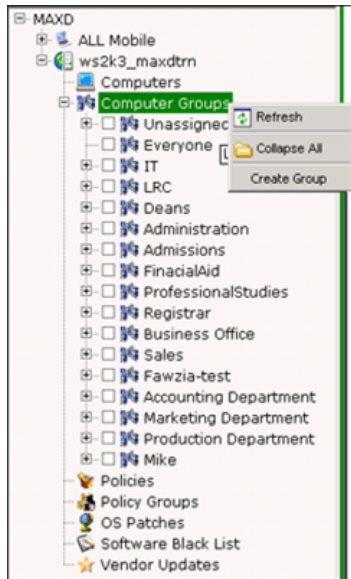 MAXD
ALL Mobile
ws2k3_maxdtrn
Computers
Computer Groups
Refresh
Unassigned
Collapse All
Everyone
Create Group
IT
LRC
Deans
Administration
Admissions
FinacialAid
ProfessionalStudies
Registrar
Business Office
Sales
Fawzia-test
Accounting Department
Marketing Department
Production Department
Mike
Policies
Policy Groups
OS Patches
Software Black List
Vendor Updates